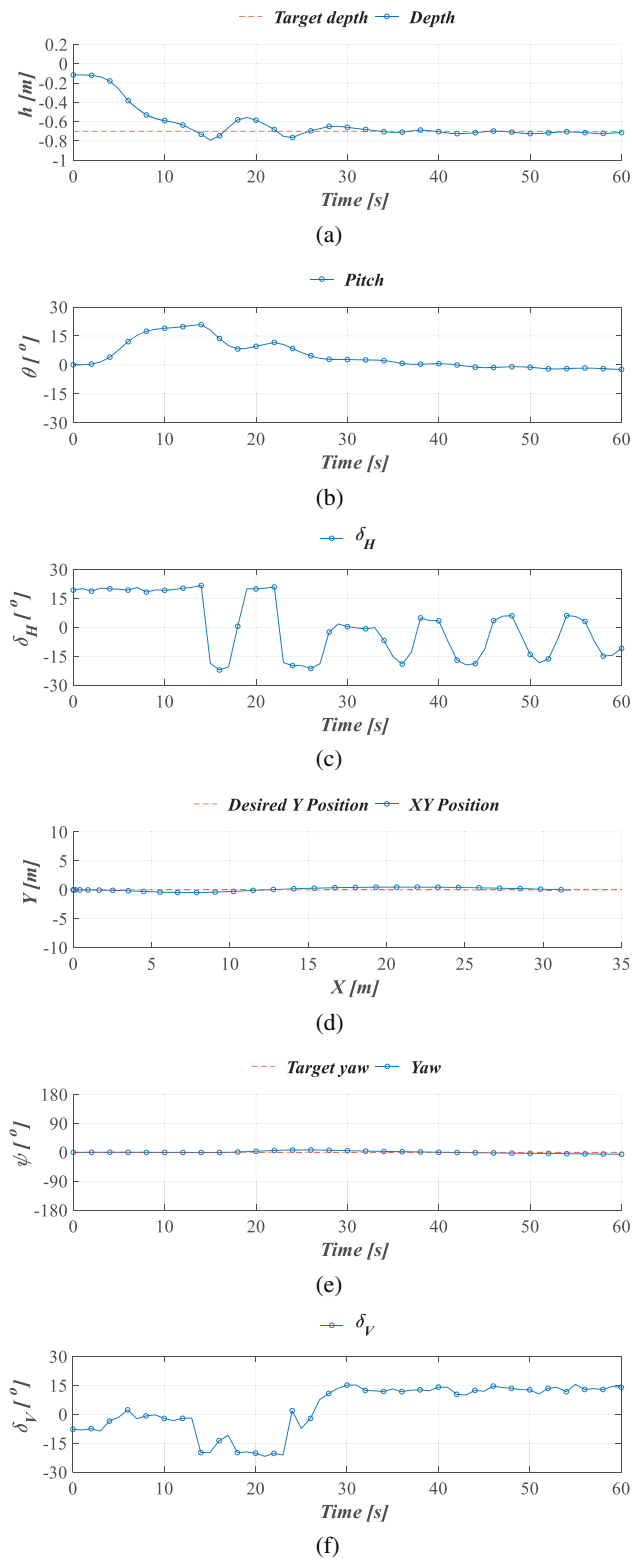 Target depth Depth
h [m]
0.2
0
-0.2
-0.4
-0.6
-0.8
-1
0 10 20 30 40 50 60
Time [s]
(a)
Pitch
θ [ °]
30
15
0
-15
-30
0 10 20 30 40 50 60
Time [s]
(b)
δ_H
δ_H [ °]
30
15
0
-15
-30
0 10 20 30 40 50 60
Time [s]
(c)
Desired Y Position XY Position
Y [m]
10
5
0
-5
-10
0 5 10 15 20 25 30 35
X [m]
(d)
Target yaw Yaw
ψ [ °]
180
90
0
-90
-180
0 10 20 30 40 50 60
Time [s]
(e)
δ_V
δ_V [ °]
30
15
0
-15
-30
0 10 20 30 40 50 60
Time [s]
(f)